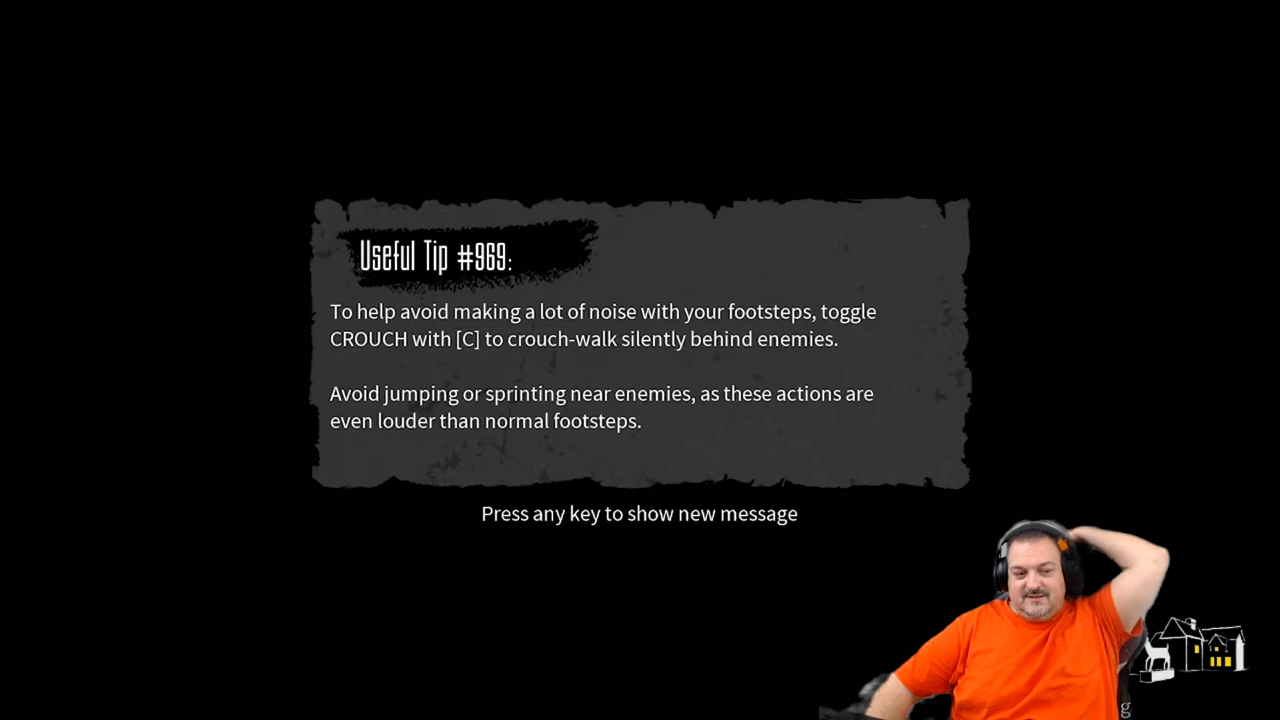 Useful Tip #969:
To help avoid making a lot of noise with your footsteps, toggle
CROUCH with [C] to crouch-walk silently behind enemies.
Avoid jumping or sprinting near enemies, as these actions are
even louder than normal footsteps.
Press any key to show new message
g